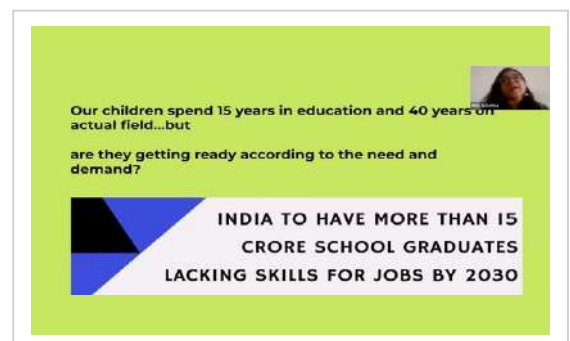 Our children spend 15 years in education and 40 years on
actual field...but
are they getting ready according to the need and
demand?
INDIA TO HAVE MORE THAN 15
CRORE SCHOOL GRADUATES
LACKING SKILLS FOR JOBS BY 2030